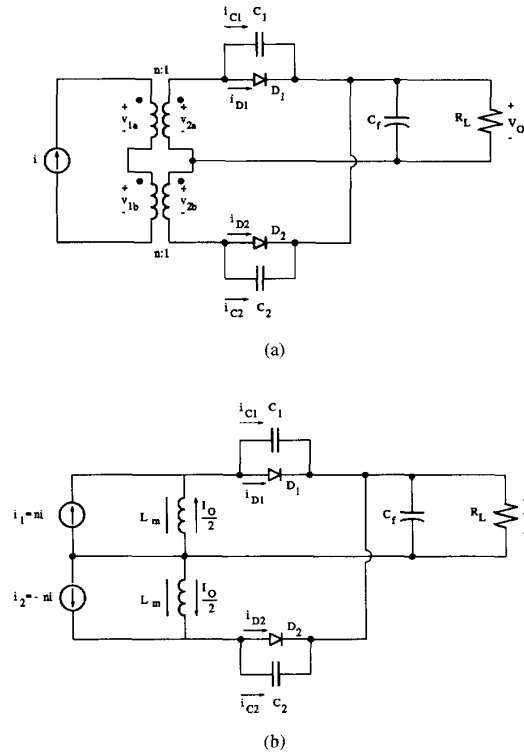 i_C1 C_1
n:1
i_D1 D_1
+ v_1a - + v_2a -
i
C_f R_L + V_O -
+ v_1b - + v_2b -
i_D2 D_2
n:1
i_C2 C_2
(a)
i_C1 C_1
i_D1 D_1
i_1=ni L_m I_O/2
C_f R_L
i_2=-ni L_m I_O/2
i_D2 D_2
i_C2 C_2
(b)